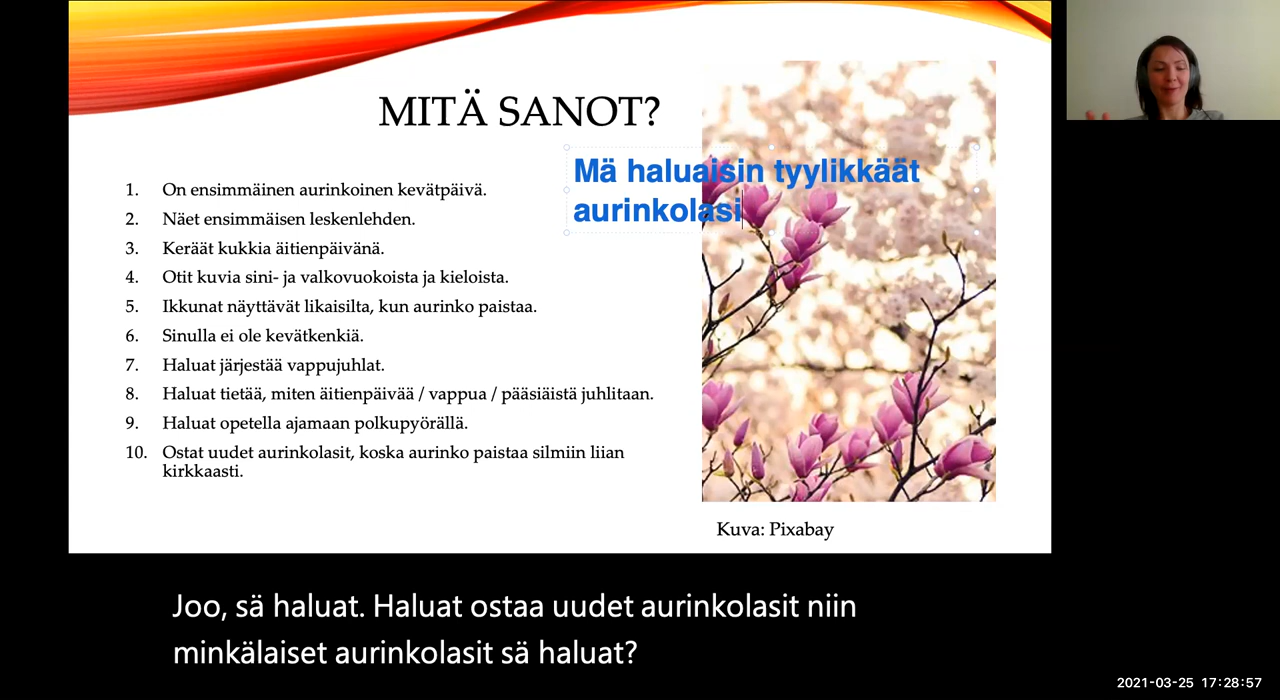 MITÄ SANOT?
Mä haluaisin tyylikkäät
aurinkolasi
1. On ensimmäinen aurinkoinen kevätpäivä.
2. Näet ensimmäisen leskenlehden.
3. Keräät kukkia äitienpäivänä.
4. Otit kuvia sini- ja valkovuokoista ja kieloista.
5. Ikkunat näyttävät likaisilta, kun aurinko paistaa.
6. Sinulla ei ole kevätkenkiä.
7. Haluat järjestää vappujuhlat.
8. Haluat tietää, miten äitienpäivää / vappua / pääsiäistä juhlitaan.
9. Haluat opetella ajamaan polkupyörällä.
10. Ostat uudet aurinkolasit, koska aurinko paistaa silmiin liian
kirkkaasti.
Kuva: Pixabay
Joo, sä haluat. Haluat ostaa uudet aurinkolasit niin
minkälaiset aurinkolasit sä haluat?
2021-03-25 17:28:57